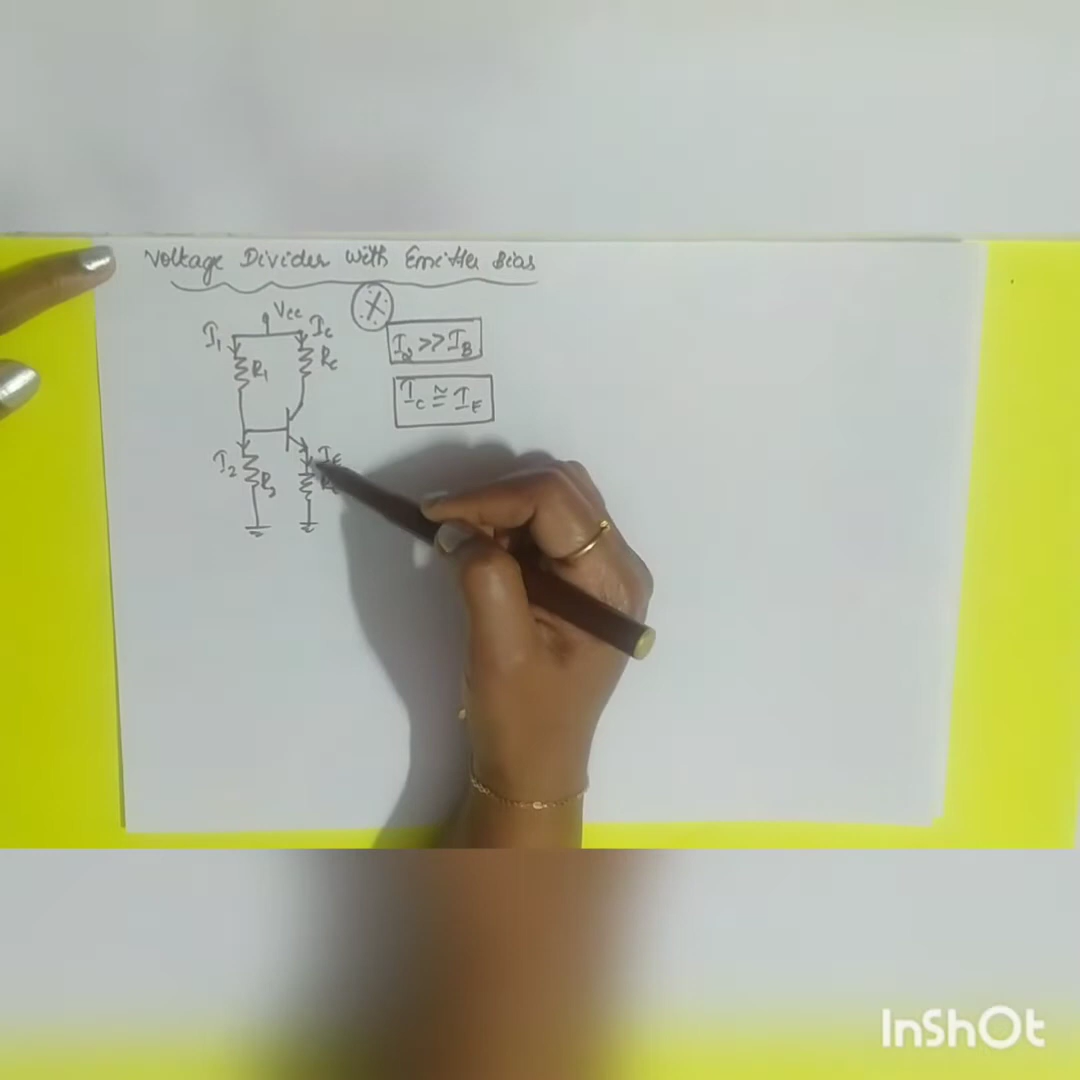 Voltage Divider with Emitter Bias
Vcc
I1 Ic
R1 Rc
I2 >> IB
Ic ≅ IE
I2 IE
R2
InShOt